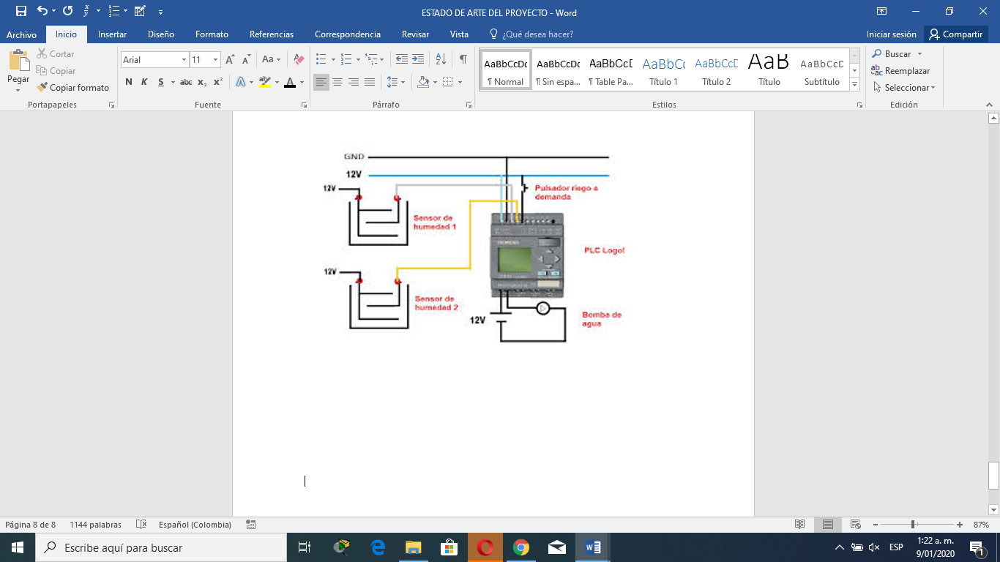 ESTADO DE ARTE DEL PROYECTO - Word
Archivo
Inicio
Insertar
Diseño
Formato
Referencias
Correspondencia
Revisar
Vista
¿Qué desea hacer?
Iniciar sesión
Compartir
Pegar
Cortar
Copiar
Copiar formato
Portapapeles
Arial
11
Aa
N K S abc x₂ x²
Fuente
Párrafo
AaBbCcDc
¶ Normal
AaBbCcDc
¶ Sin espa...
AaBbCcD
¶ Table Pa...
AaBbCc
Título 1
AaBbCcD
Título 2
AaB
Título
AaBbCcD
Subtítulo
Estilos
Buscar
Reemplazar
Seleccionar
Edición
GND
12V
12V
Pulsador riego a
demanda
Sensor de
humedad 1
SIEMENS
PLC Logo!
12V
Sensor de
humedad 2
12V
Bomba de
agua
Página 8 de 8
1144 palabras
Español (Colombia)
87%
Escribe aquí para buscar
ESP
1:22 a. m.
9/01/2020
1